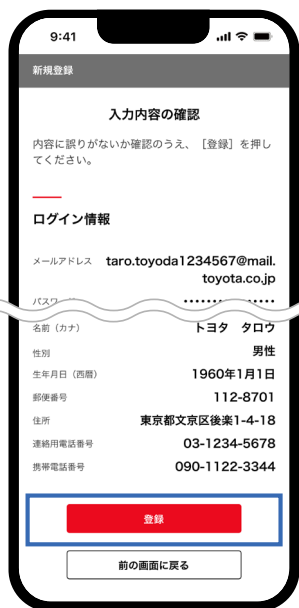 9:41
新規登録
入力内容の確認
内容に誤りがないか確認のうえ、［登録］を押し
てください。
ログイン情報
メールアドレス taro.toyoda1234567@mail.
toyota.co.jp
名前（カナ） トヨタ タロウ
性別 男性
生年月日（西暦） 1960年1月1日
郵便番号 112-8701
住所 東京都文京区後楽1-4-18
連絡用電話番号 03-1234-5678
携帯電話番号 090-1122-3344
登録
前の画面に戻る